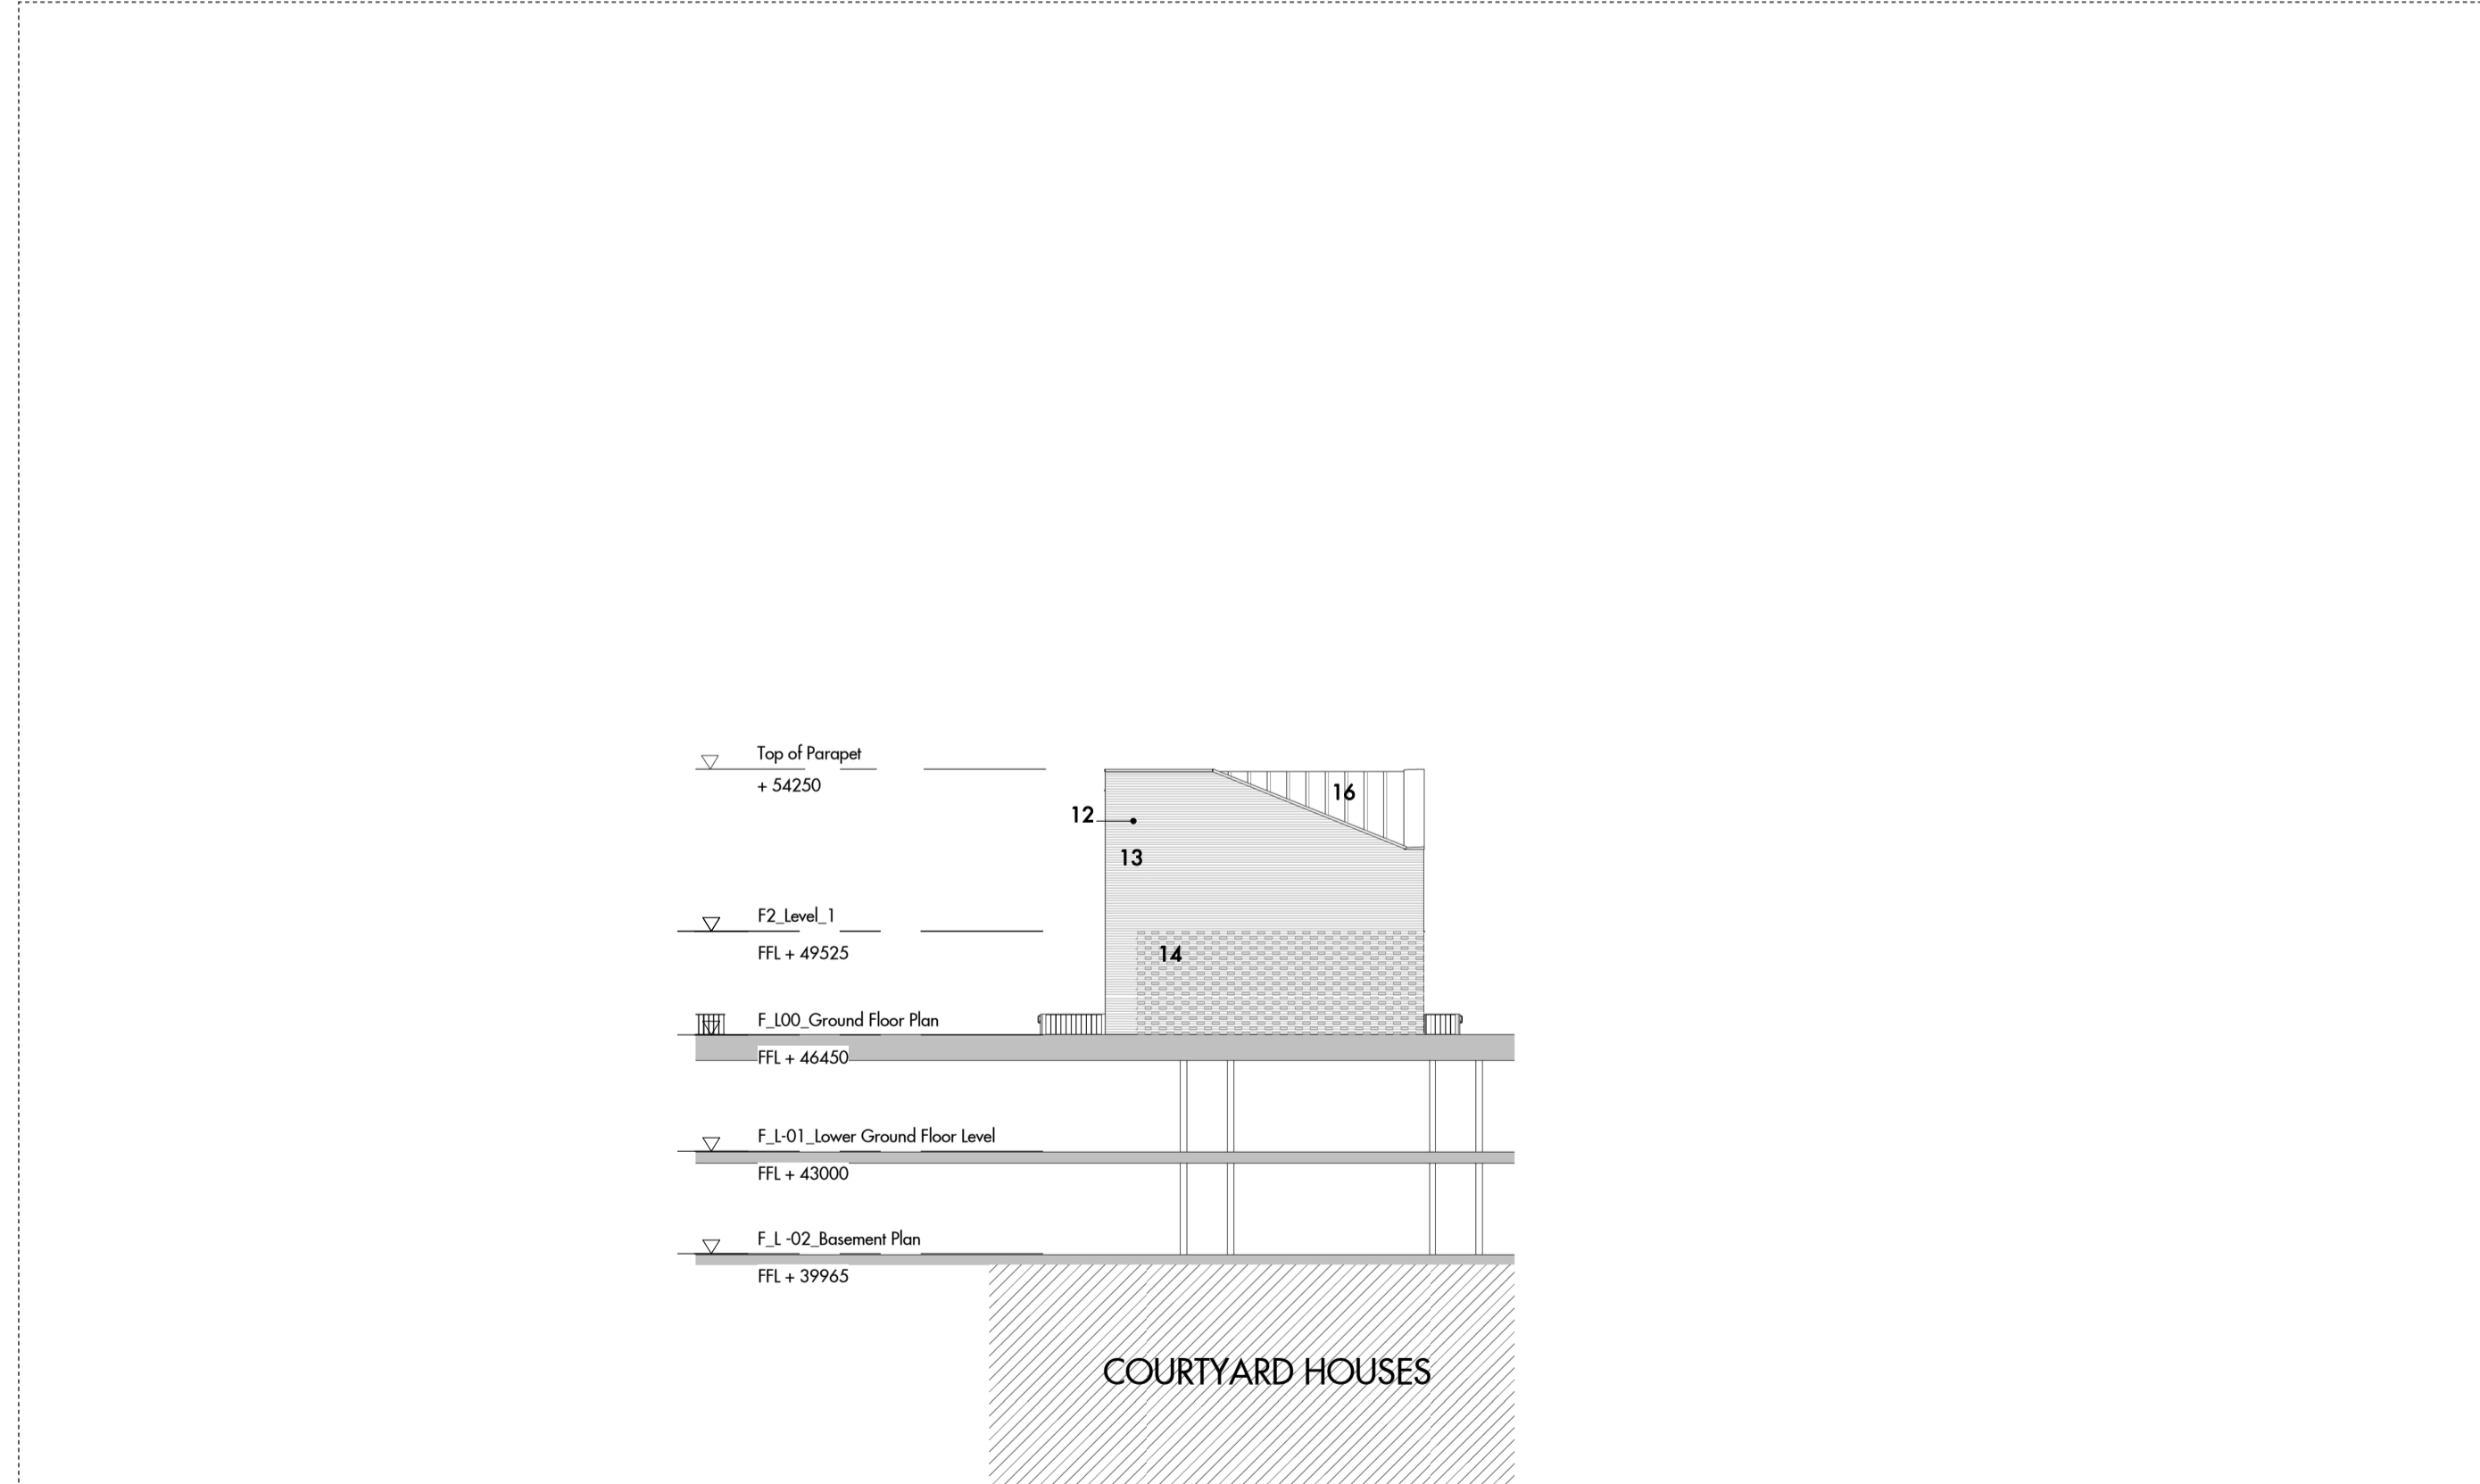 Top of Parapet
+ 54250
16
12
13
F2_Level_1
FFL + 49525
14
F_L00_Ground Floor Plan
FFL + 46450
F_L-01_Lower Ground Floor Level
FFL + 43000
F_L -02_Basement Plan
FFL + 39965
COURTYARD HOUSES